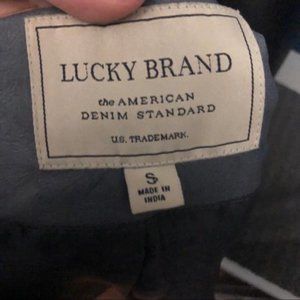 LUCKY BRAND
the AMERICAN
DENIM STANDARD
U.S. TRADEMARK.
S
MADE IN
INDIA